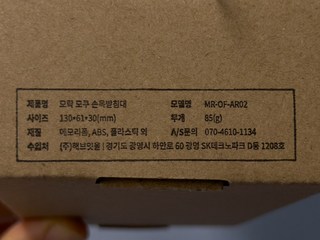 제품명 모락 포구 손목받침대 모델명 MR-OF-AR02
사이즈 130*61*30(mm) 무게 85(g)
재질 메모리폼, ABS, 플라스틱 외 A/S문의 070-4610-1134
수입처 (주)해브잇올 | 경기도 광명시 하안로 60 광명 SK테크노파크 D동 1208호